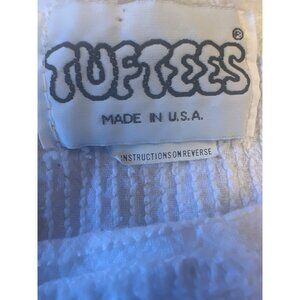 TUFTEES®
MADE IN U.S.A.
INSTRUCTIONS ON REVERSE